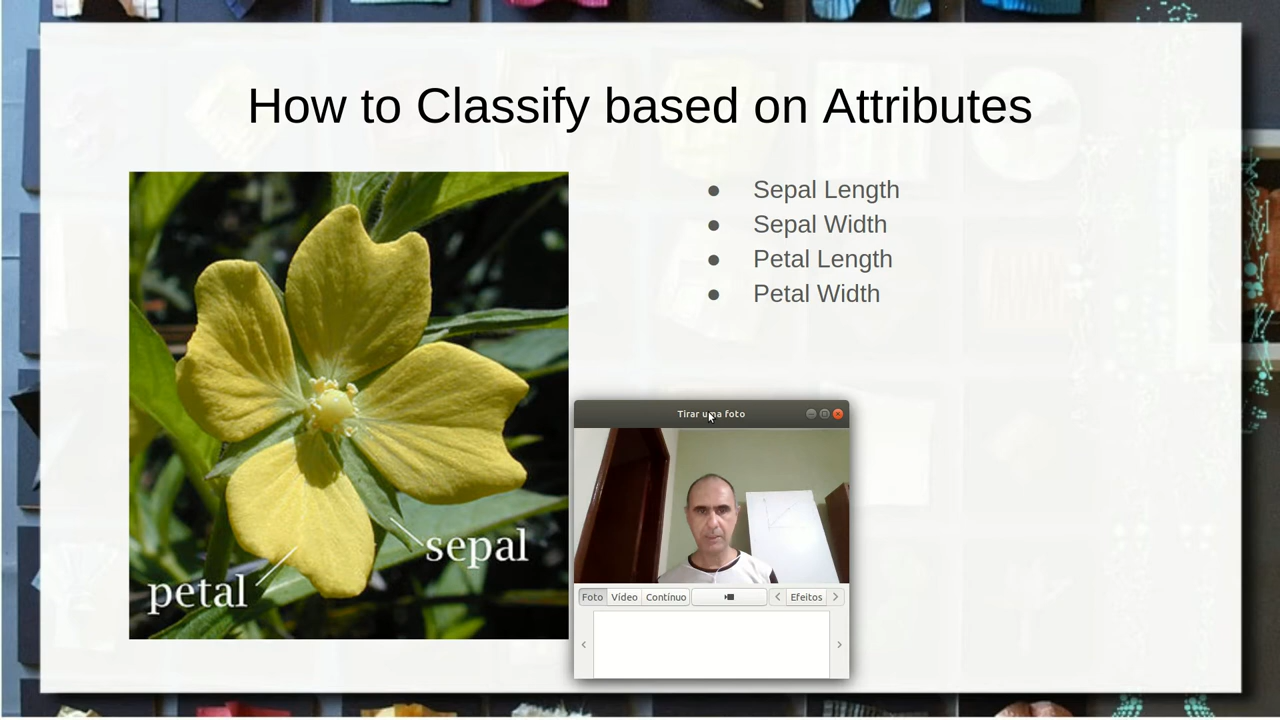 How to Classify based on Attributes
● Sepal Length
● Sepal Width
● Petal Length
● Petal Width
sepal
petal
Tirar uma foto
Foto Vídeo Contínuo Efeitos